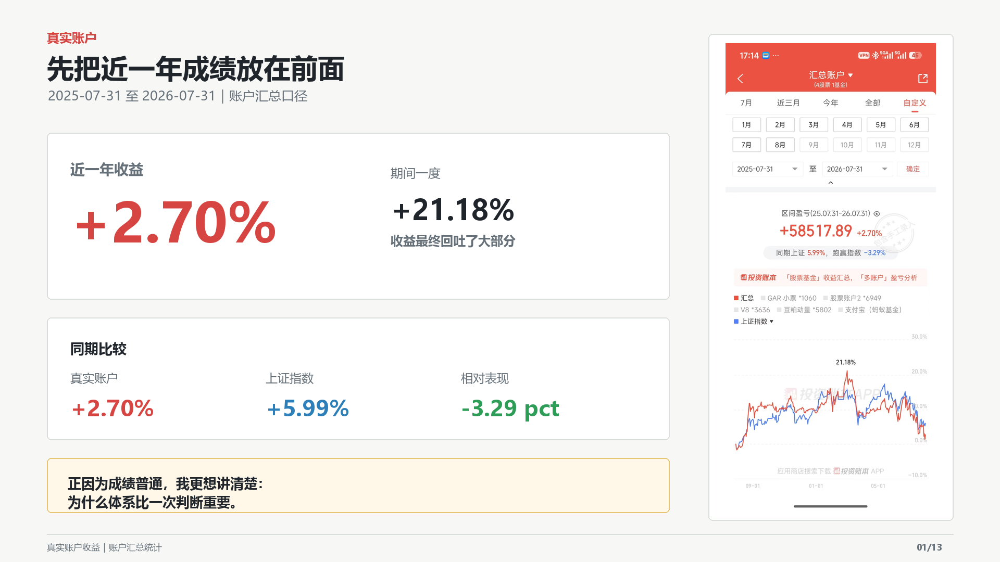 真实账户
先把近一年成绩放在前面
2025-07-31 至 2026-07-31 | 账户汇总口径
近一年收益
+2.70%
期间一度
+21.18%
收益最终回吐了大部分
同期比较
真实账户
上证指数
相对表现
+2.70%
+5.99%
-3.29 pct
正因为成绩普通，我更想讲清楚：
为什么体系比一次判断重要。
真实账户收益 | 账户汇总统计
01/13
17:14 ···
VPN 5GA 5G 45
汇总账户
(4股票 1基金)
7月 近三月 今年 全部 自定义
1月 2月 3月 4月 5月 6月
7月 8月 9月 10月 11月 12月
2025-07-31 至 2026-07-31 确定
区间盈亏(25.07.31-26.07.31)
+58517.89 +2.70%
包含手工录入
同期上证 5.99%，跑赢指数 -3.29%
投资账本 「股票基金」收益汇总，「多账户」盈亏分析
汇总 GAR 小票 *1060 股票账户2 *6949
V8 *3636 豆粕动量 *5802 支付宝（蚂蚁基金）
上证指数
30.0%
21.18%
20.0%
投资账本APP
10.0%
0.0%
应用商店搜索下载 投资账本 APP
-10.0%
09-01 01-01 05-01